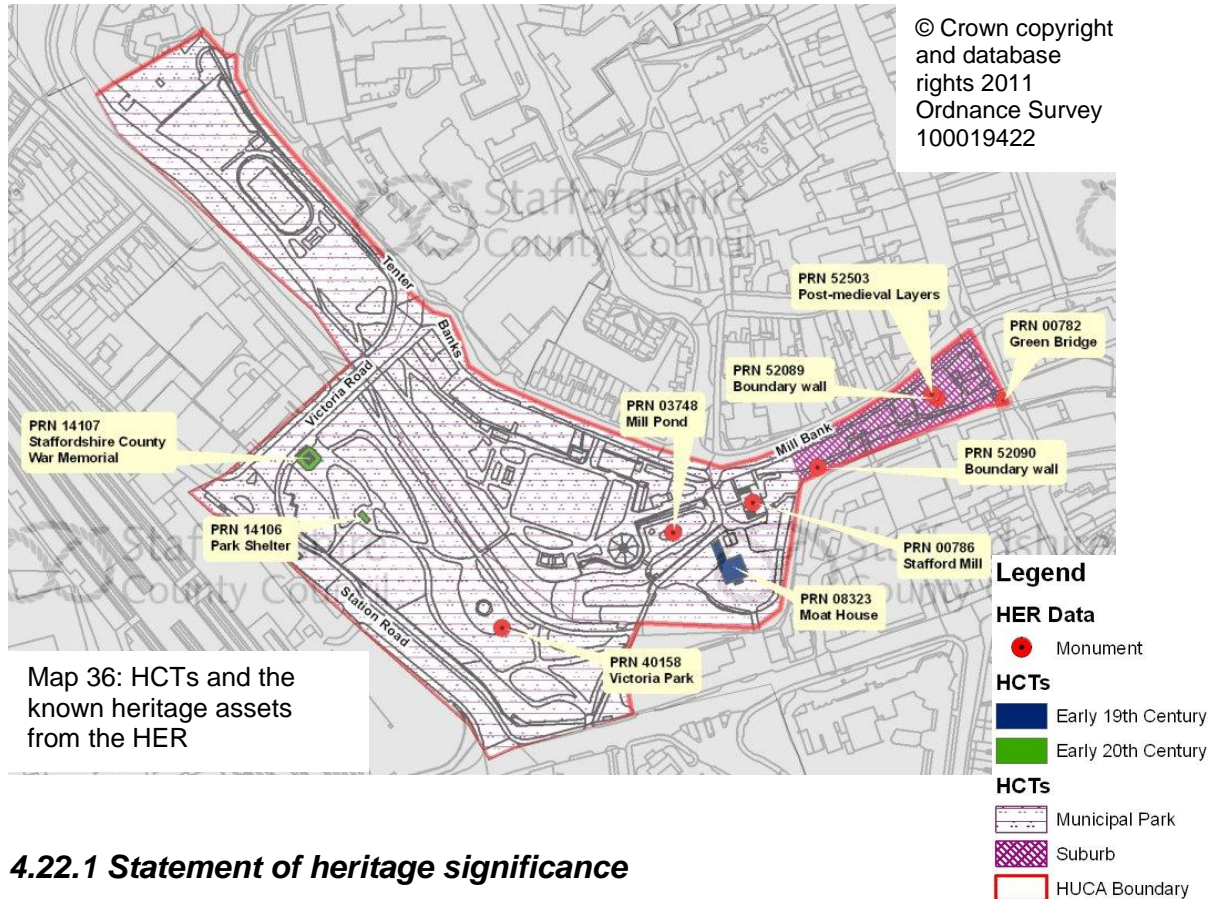 © Crown copyright
and database
rights 2011
Ordnance Survey
100019422
Staffordshire
County Council
Tenter
Banks
Victoria Road
PRN 52503
Post-medieval Layers
PRN 00782
Green Bridge
PRN 52089
Boundary wall
PRN 03748
Mill Pond
Mill Bank
PRN 14107
Staffordshire County
War Memorial
PRN 52090
Boundary wall
PRN 14106
Park Shelter
PRN 00786
Stafford Mill
Staffordshire
County Council
PRN 08323
Moat House
Station Road
PRN 40158
Victoria Park
Map 36: HCTs and the
known heritage assets
from the HER
Legend
HER Data
Monument
HCTs
Early 19th Century
Early 20th Century
HCTs
Municipal Park
Suburb
HUCA Boundary
4.22.1 Statement of heritage significance